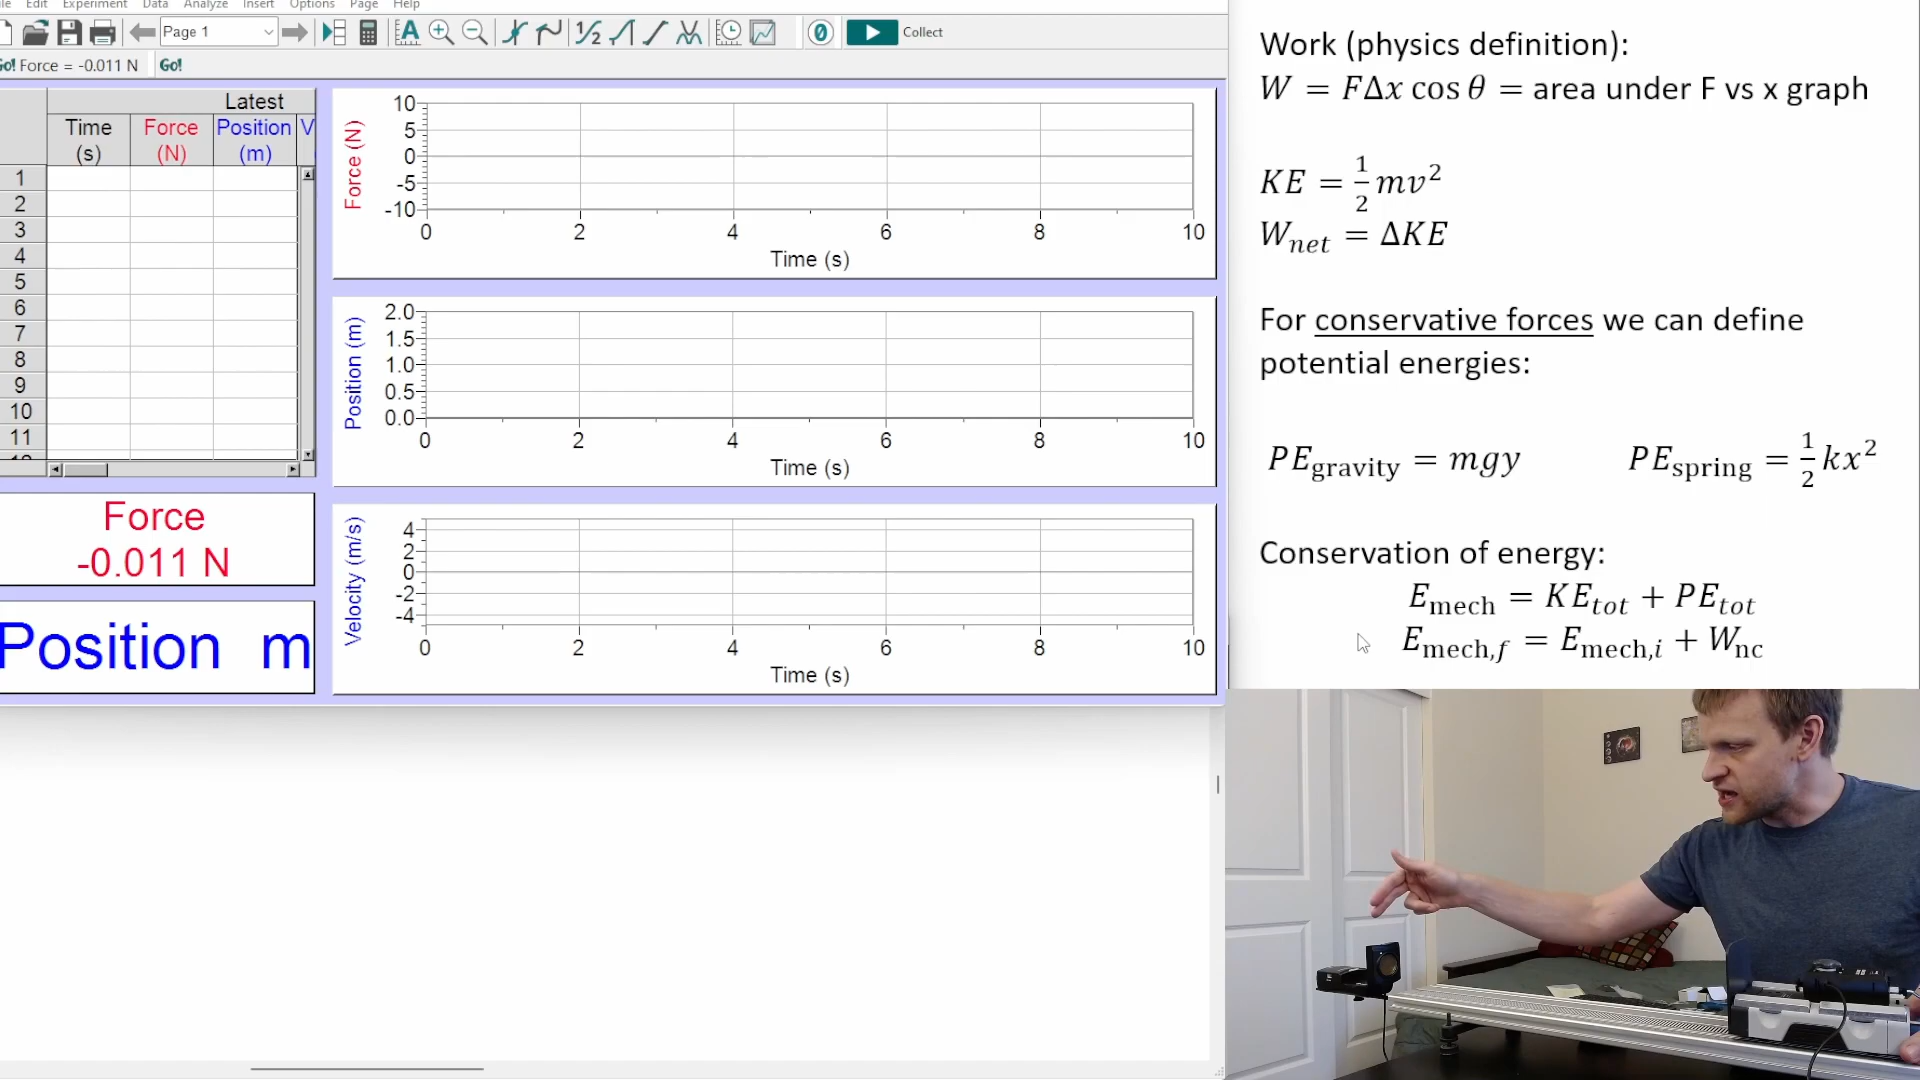 Edit Experiment Data Analyze Insert Options Page Help
Page 1
Collect
Go! Force = -0.011 N Go!
Latest
Time Force Position V
(s) (N) (m)
1
2
3
4
5
6
7
8
9
10
11
Force
-0.011 N
Position m
Force (N)
10
5
0
-5
-10
0 2 4 6 8 10
Time (s)
Position (m)
2.0
1.5
1.0
0.5
0.0
0 2 4 6 8 10
Time (s)
Velocity (m/s)
4
2
0
-2
-4
0 2 4 6 8 10
Time (s)
Work (physics definition):
W = FΔx cos θ = area under F vs x graph
KE = 1/2 mv²
W_net = ΔKE
For conservative forces we can define
potential energies:
PE_gravity = mgy PE_spring = 1/2 kx²
Conservation of energy:
E_mech = KE_tot + PE_tot
E_mech,f = E_mech,i + W_nc